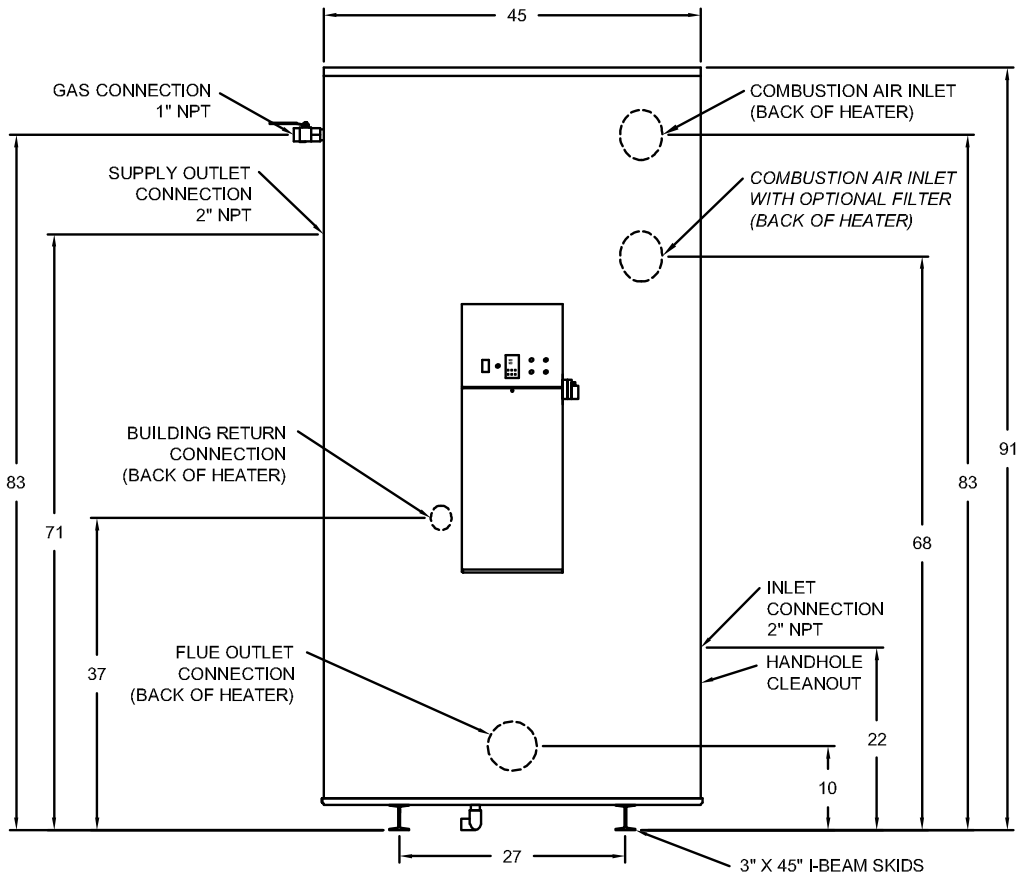 45
GAS CONNECTION
1" NPT
COMBUSTION AIR INLET
(BACK OF HEATER)
SUPPLY OUTLET
CONNECTION
2" NPT
COMBUSTION AIR INLET
WITH OPTIONAL FILTER
(BACK OF HEATER)
BUILDING RETURN
CONNECTION
(BACK OF HEATER)
83
71
91
83
68
INLET
CONNECTION
2" NPT
FLUE OUTLET
CONNECTION
(BACK OF HEATER)
HANDHOLE
CLEANOUT
37
22
10
27
3" X 45" I-BEAM SKIDS